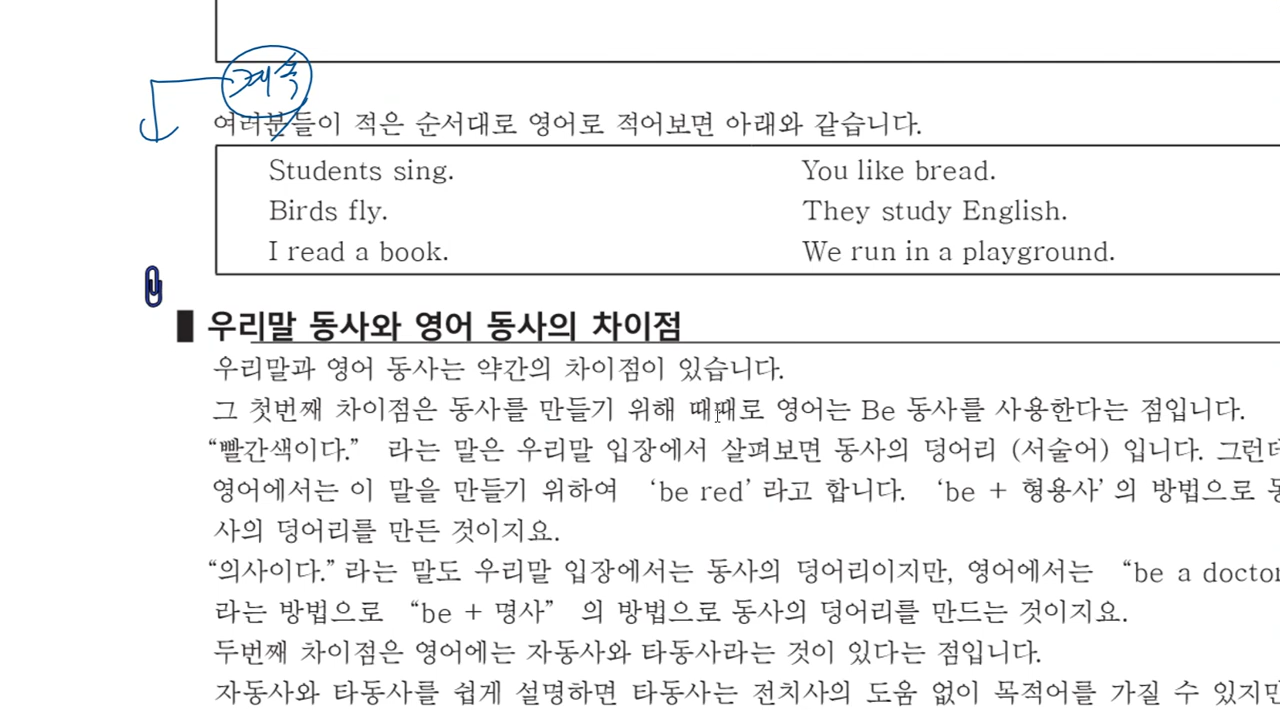 계속
여러분들이 적은 순서대로 영어로 적어보면 아래와 같습니다.
Students sing. You like bread.
Birds fly. They study English.
I read a book. We run in a playground.
우리말 동사와 영어 동사의 차이점
우리말과 영어 동사는 약간의 차이점이 있습니다.
그 첫번째 차이점은 동사를 만들기 위해 때때로 영어는 Be 동사를 사용한다는 점입니다.
“빨간색이다.” 라는 말은 우리말 입장에서 살펴보면 동사의 덩어리 (서술어) 입니다. 그런데
영어에서는 이 말을 만들기 위하여 ‘be red’ 라고 합니다. ‘be + 형용사’ 의 방법으로 동
사의 덩어리를 만든 것이지요.
“의사이다.” 라는 말도 우리말 입장에서는 동사의 덩어리이지만, 영어에서는 “be a doctor
라는 방법으로 “be + 명사” 의 방법으로 동사의 덩어리를 만드는 것이지요.
두번째 차이점은 영어에는 자동사와 타동사라는 것이 있다는 점입니다.
자동사와 타동사를 쉽게 설명하면 타동사는 전치사의 도움 없이 목적어를 가질 수 있지만